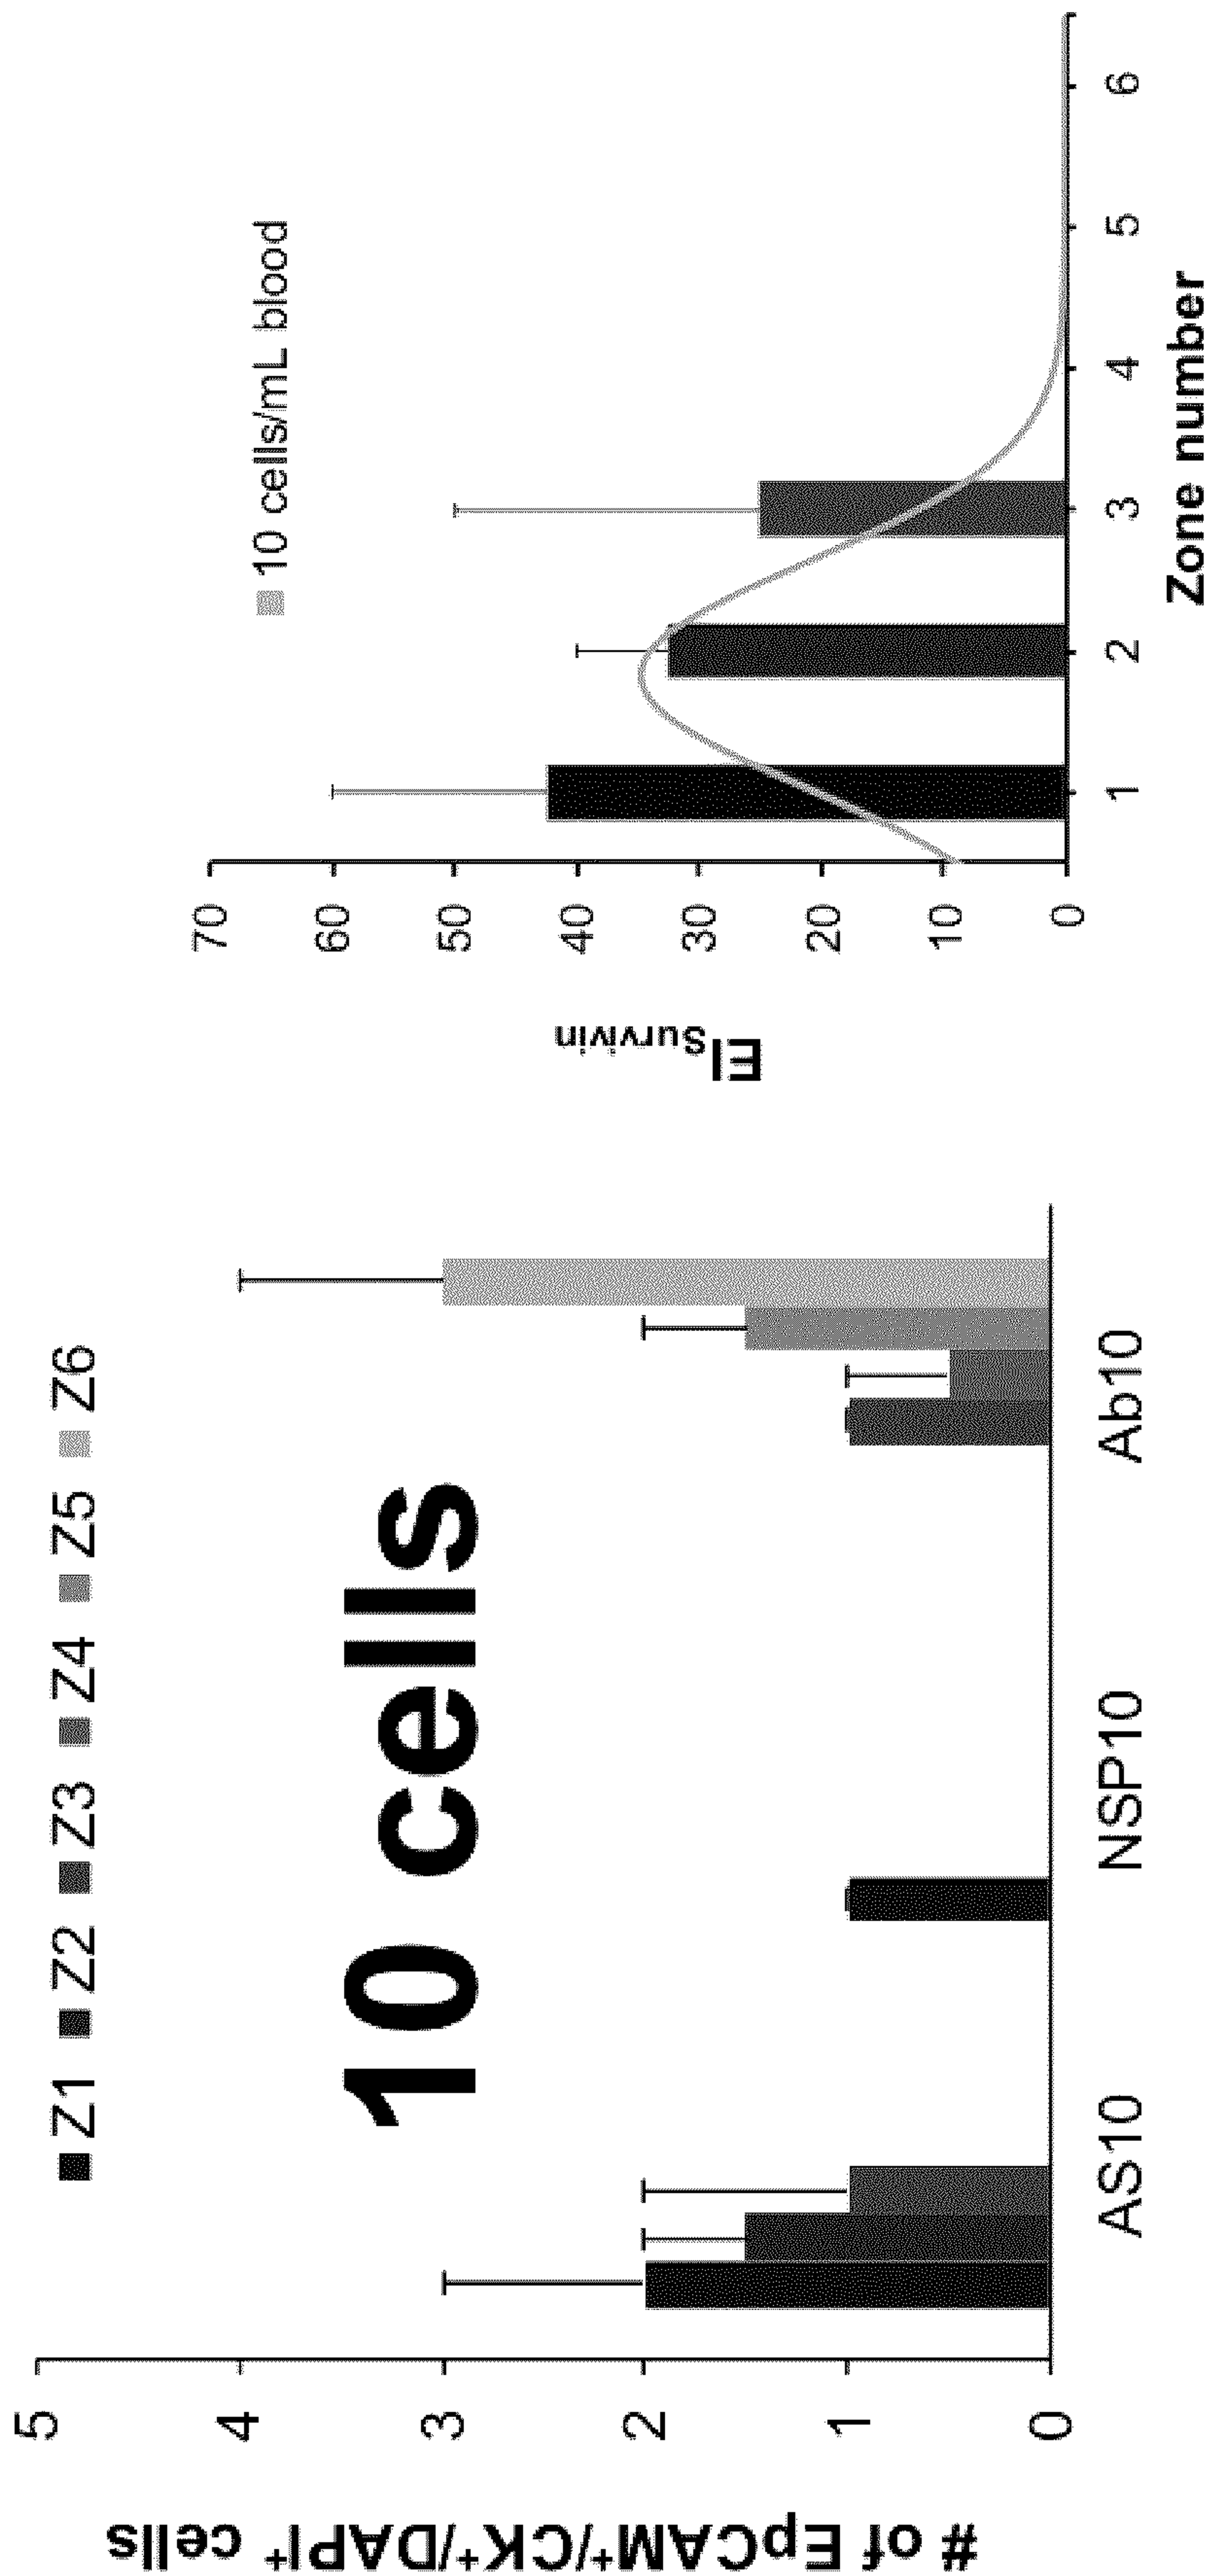 Z1 Z2 Z3 Z4 Z5 Z6
10 cells
5
4
3
2
1
0
# of EpCAM⁺/CK⁺/DAPI⁺ cells
AS10 NSP10 Ab10
10 cells/mL blood
70
60
50
40
30
20
10
0
EI Survivin
1 2 3 4 5 6
Zone number